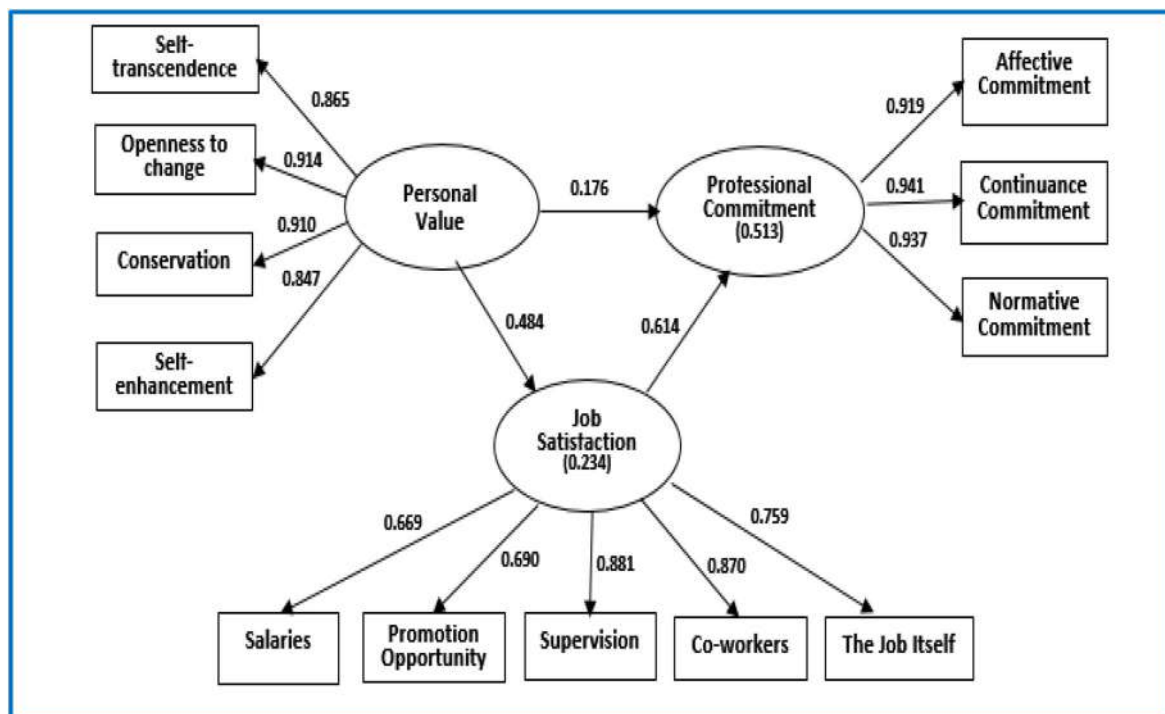 Self-
transcendence
0.865
Openness to
change
0.914
Conservation
0.910
0.847
Self-
enhancement
Personal
Value
0.176
0.484
Professional
Commitment
(0.513)
0.614
0.919
0.941
0.937
Affective
Commitment
Continuance
Commitment
Normative
Commitment
Job
Satisfaction
(0.234)
0.669
0.690
0.881
0.870
0.759
Salaries
Promotion
Opportunity
Supervision
Co-workers
The Job Itself